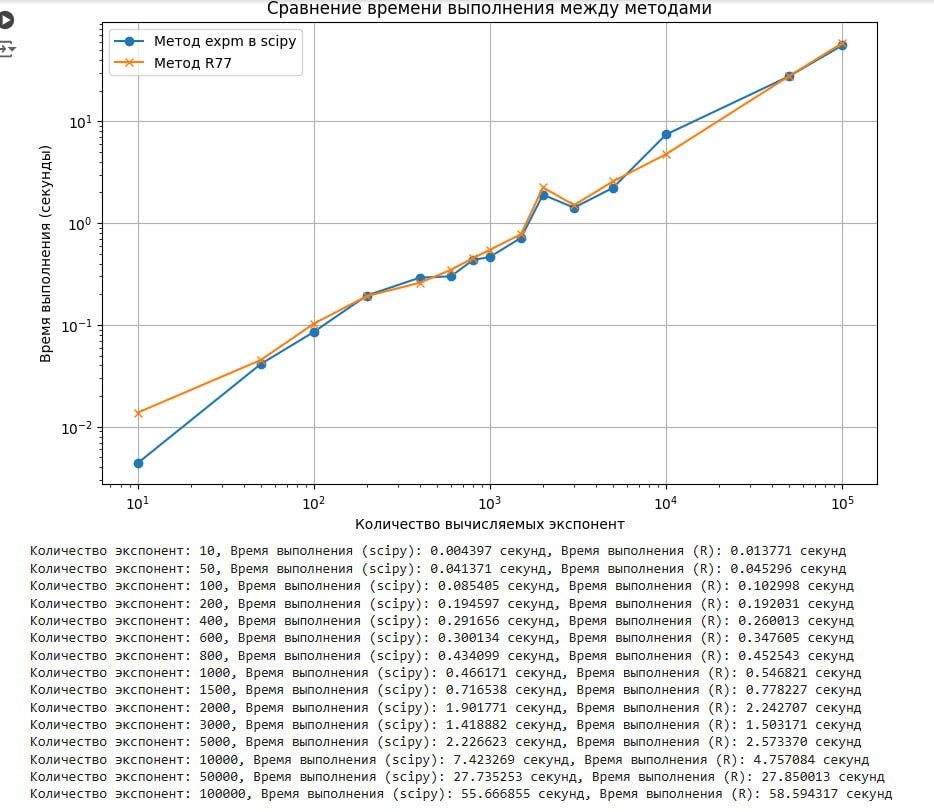 Сравнение времени выполнения между методами
Метод expm в scipy
Метод R77
Время выполнения (секунды)
10¹
10⁰
10⁻¹
10⁻²
10¹ 10² 10³ 10⁴ 10⁵
Количество вычисляемых экспонент
Количество экспонент: 10, Время выполнения (scipy): 0.004397 секунд, Время выполнения (R): 0.013771 секунд
Количество экспонент: 50, Время выполнения (scipy): 0.041371 секунд, Время выполнения (R): 0.045296 секунд
Количество экспонент: 100, Время выполнения (scipy): 0.085405 секунд, Время выполнения (R): 0.102998 секунд
Количество экспонент: 200, Время выполнения (scipy): 0.194597 секунд, Время выполнения (R): 0.192031 секунд
Количество экспонент: 400, Время выполнения (scipy): 0.291656 секунд, Время выполнения (R): 0.260013 секунд
Количество экспонент: 600, Время выполнения (scipy): 0.300134 секунд, Время выполнения (R): 0.347605 секунд
Количество экспонент: 800, Время выполнения (scipy): 0.434099 секунд, Время выполнения (R): 0.452543 секунд
Количество экспонент: 1000, Время выполнения (scipy): 0.466171 секунд, Время выполнения (R): 0.546821 секунд
Количество экспонент: 1500, Время выполнения (scipy): 0.716538 секунд, Время выполнения (R): 0.778227 секунд
Количество экспонент: 2000, Время выполнения (scipy): 1.901771 секунд, Время выполнения (R): 2.242707 секунд
Количество экспонент: 3000, Время выполнения (scipy): 1.418882 секунд, Время выполнения (R): 1.503171 секунд
Количество экспонент: 5000, Время выполнения (scipy): 2.226623 секунд, Время выполнения (R): 2.573370 секунд
Количество экспонент: 10000, Время выполнения (scipy): 7.423269 секунд, Время выполнения (R): 4.757084 секунд
Количество экспонент: 50000, Время выполнения (scipy): 27.735253 секунд, Время выполнения (R): 27.850013 секунд
Количество экспонент: 100000, Время выполнения (scipy): 55.666855 секунд, Время выполнения (R): 58.594317 секунд